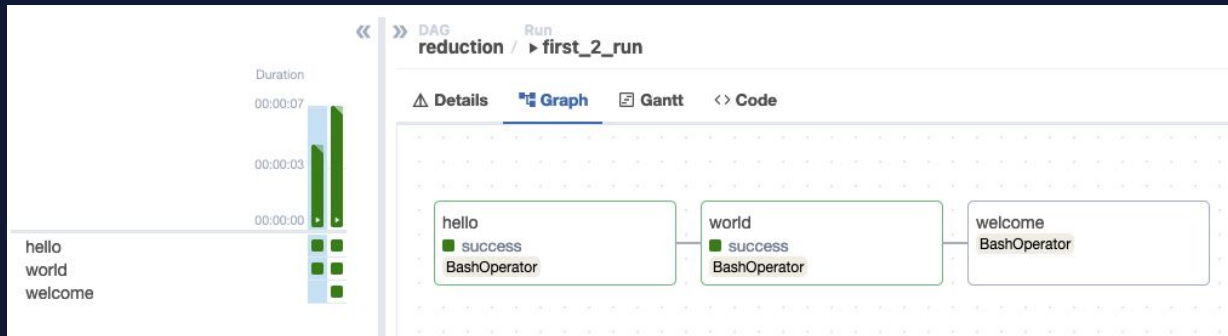 Duration
00:00:07
00:00:03
00:00:00
hello
world
welcome
DAG Run
reduction / first_2_run
Details Graph Gantt <> Code
hello
success
BashOperator
world
success
BashOperator
welcome
BashOperator